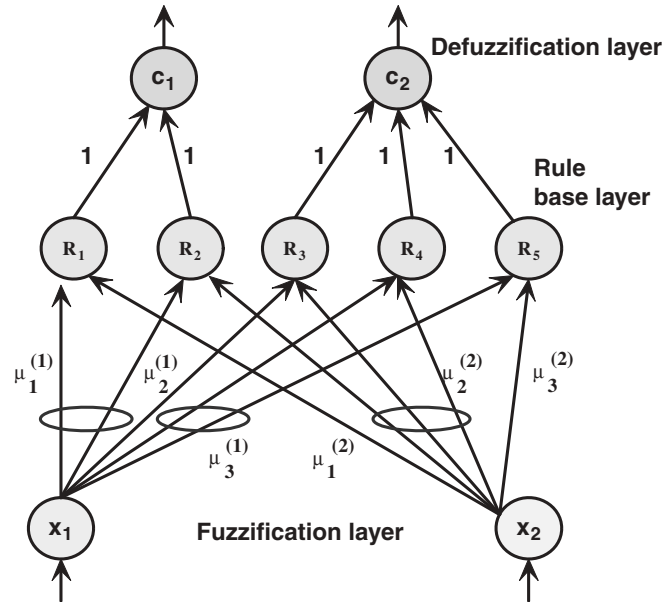 Defuzzification layer
c₁ c₂
1 1 1 1 1
Rule
base layer
R₁ R₂ R₃ R₄ R₅
μ₁⁽¹⁾ μ₂⁽¹⁾ μ₂⁽²⁾ μ₃⁽²⁾
μ₃⁽¹⁾ μ₁⁽²⁾
x₁ Fuzzification layer x₂